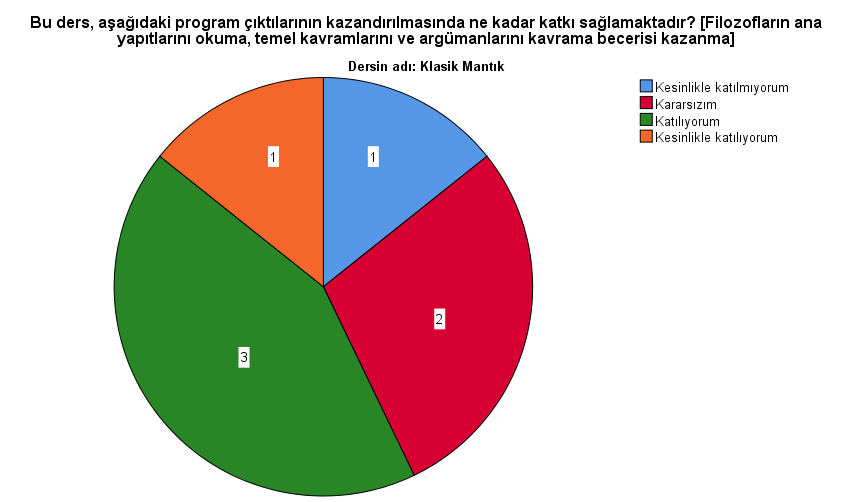 Bu ders, aşağıdaki program çıktılarının kazandırılmasında ne kadar katkı sağlamaktadır? [Filozofların ana
yapıtlarını okuma, temel kavramlarını ve argümanlarını kavrama becerisi kazanma]
Dersin adı: Klasik Mantık
Kesinlikle katılmıyorum
Kararsızım
Katılıyorum
Kesinlikle katılıyorum
1
1
2
3